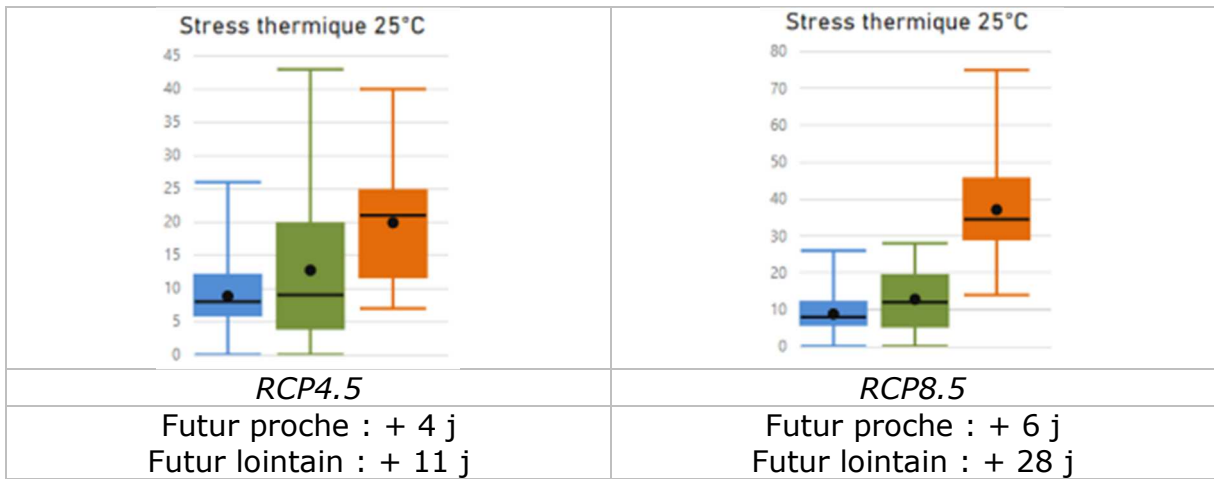 Stress thermique 25°C
45
40
35
30
25
20
15
10
5
0
Stress thermique 25°C
80
70
60
50
40
30
20
10
0
RCP4.5
RCP8.5
Futur proche : + 4 j
Futur lointain : + 11 j
Futur proche : + 6 j
Futur lointain : + 28 j